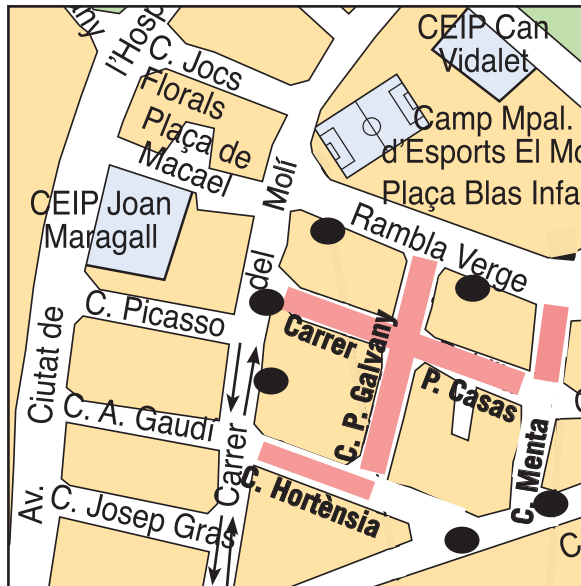 any
l'Hosp
C. Jocs
Florals
Plaça de
Macael
CEIP Can
Vidalet
Camp Mpal.
d'Esports El Mo
Plaça Blas Infa
CEIP Joan
Maragall
Carrer del Molí
Rambla Verge
C. Picasso
Carrer P. Casas
C. P. Galvany
Av. Ciutat de
C. A. Gaudí
C. Menta
C. Hortènsia
C. Josep Gras
C
C